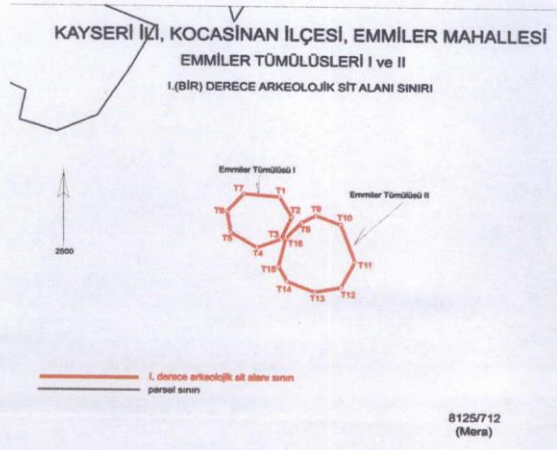 KAYSERİ İLİ, KOCASİNAN İLÇESİ, EMMİLER MAHALLESİ
EMMİLER TÜMÜLÜSLERİ I ve II
I.(BİR) DERECE ARKEOLOJİK SİT ALANI SINIRI
Emmiler Tümülüsü I
Emmiler Tümülüsü II
T7
T1
T6
T2
T9
T8
T10
T5
T3
T16
T4
2500
T15
T11
T14
T13
T12
I. derece arkeolojik sit alanı sınırı
parsel sınırı
8125/712
(Mera)